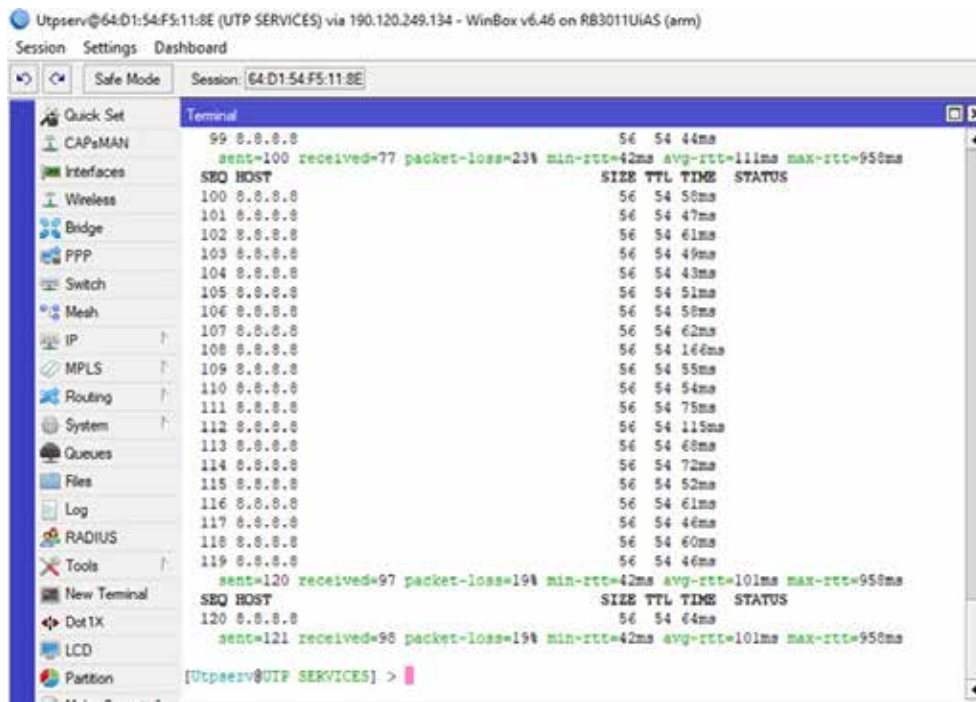 Utpserv@64:D1:54:F5:11:8E (UTP SERVICES) via 190.120.249.134 - WinBox v6.46 on RB3011UiAS (arm)
Session Settings Dashboard
Safe Mode Session: 64:D1:54:F5:11:8E
Quick Set
CAPsMAN
Interfaces
Wireless
Bridge
PPP
Switch
Mesh
IP
MPLS
Routing
System
Queues
Files
Log
RADIUS
Tools
New Terminal
Dot1X
LCD
Partition
Terminal
99 8.8.8.8 56 54 44ms
sent=100 received=77 packet-loss=23% min-rtt=42ms avg-rtt=111ms max-rtt=958ms
SEQ HOST SIZE TTL TIME STATUS
100 8.8.8.8 56 54 58ms
101 8.8.8.8 56 54 47ms
102 8.8.8.8 56 54 61ms
103 8.8.8.8 56 54 49ms
104 8.8.8.8 56 54 43ms
105 8.8.8.8 56 54 51ms
106 8.8.8.8 56 54 58ms
107 8.8.8.8 56 54 62ms
108 8.8.8.8 56 54 166ms
109 8.8.8.8 56 54 55ms
110 8.8.8.8 56 54 54ms
111 8.8.8.8 56 54 75ms
112 8.8.8.8 56 54 115ms
113 8.8.8.8 56 54 68ms
114 8.8.8.8 56 54 72ms
115 8.8.8.8 56 54 52ms
116 8.8.8.8 56 54 61ms
117 8.8.8.8 56 54 46ms
118 8.8.8.8 56 54 60ms
119 8.8.8.8 56 54 46ms
sent=120 received=97 packet-loss=19% min-rtt=42ms avg-rtt=101ms max-rtt=958ms
SEQ HOST SIZE TTL TIME STATUS
120 8.8.8.8 56 54 64ms
sent=121 received=98 packet-loss=19% min-rtt=42ms avg-rtt=101ms max-rtt=958ms
[Utpserv@UTP SERVICES] >